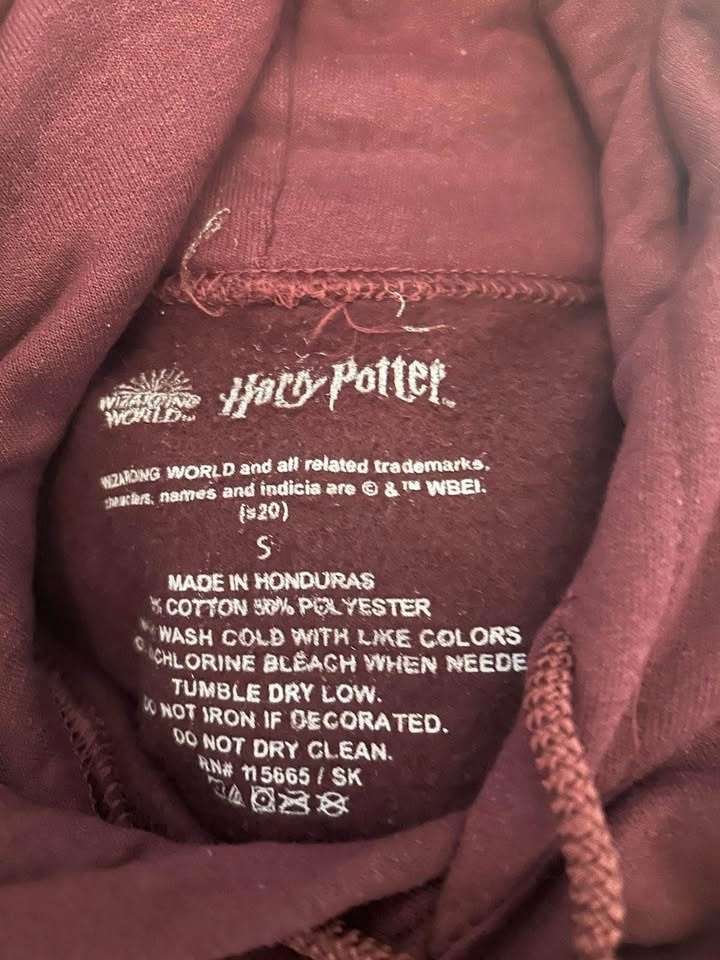 WIZARDING
WORLD
Harry Potter
WIZARDING WORLD and all related trademarks,
characters, names and indicia are © & ™ WBEI.
(s20)
S
MADE IN HONDURAS
% COTTON 50% POLYESTER
WASH COLD WITH LIKE COLORS
CHLORINE BLEACH WHEN NEEDE
TUMBLE DRY LOW.
DO NOT IRON IF DECORATED.
DO NOT DRY CLEAN.
RN# 115665 / SK